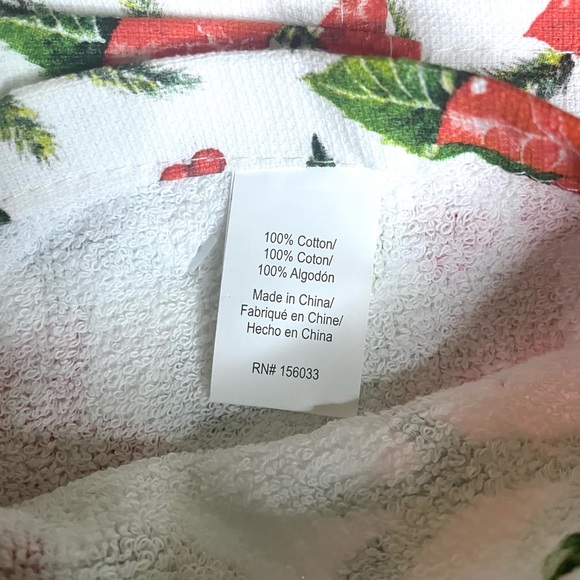 100% Cotton/
100% Coton/
100% Algodón
Made in China/
Fabriqué en Chine/
Hecho en China
RN# 156033